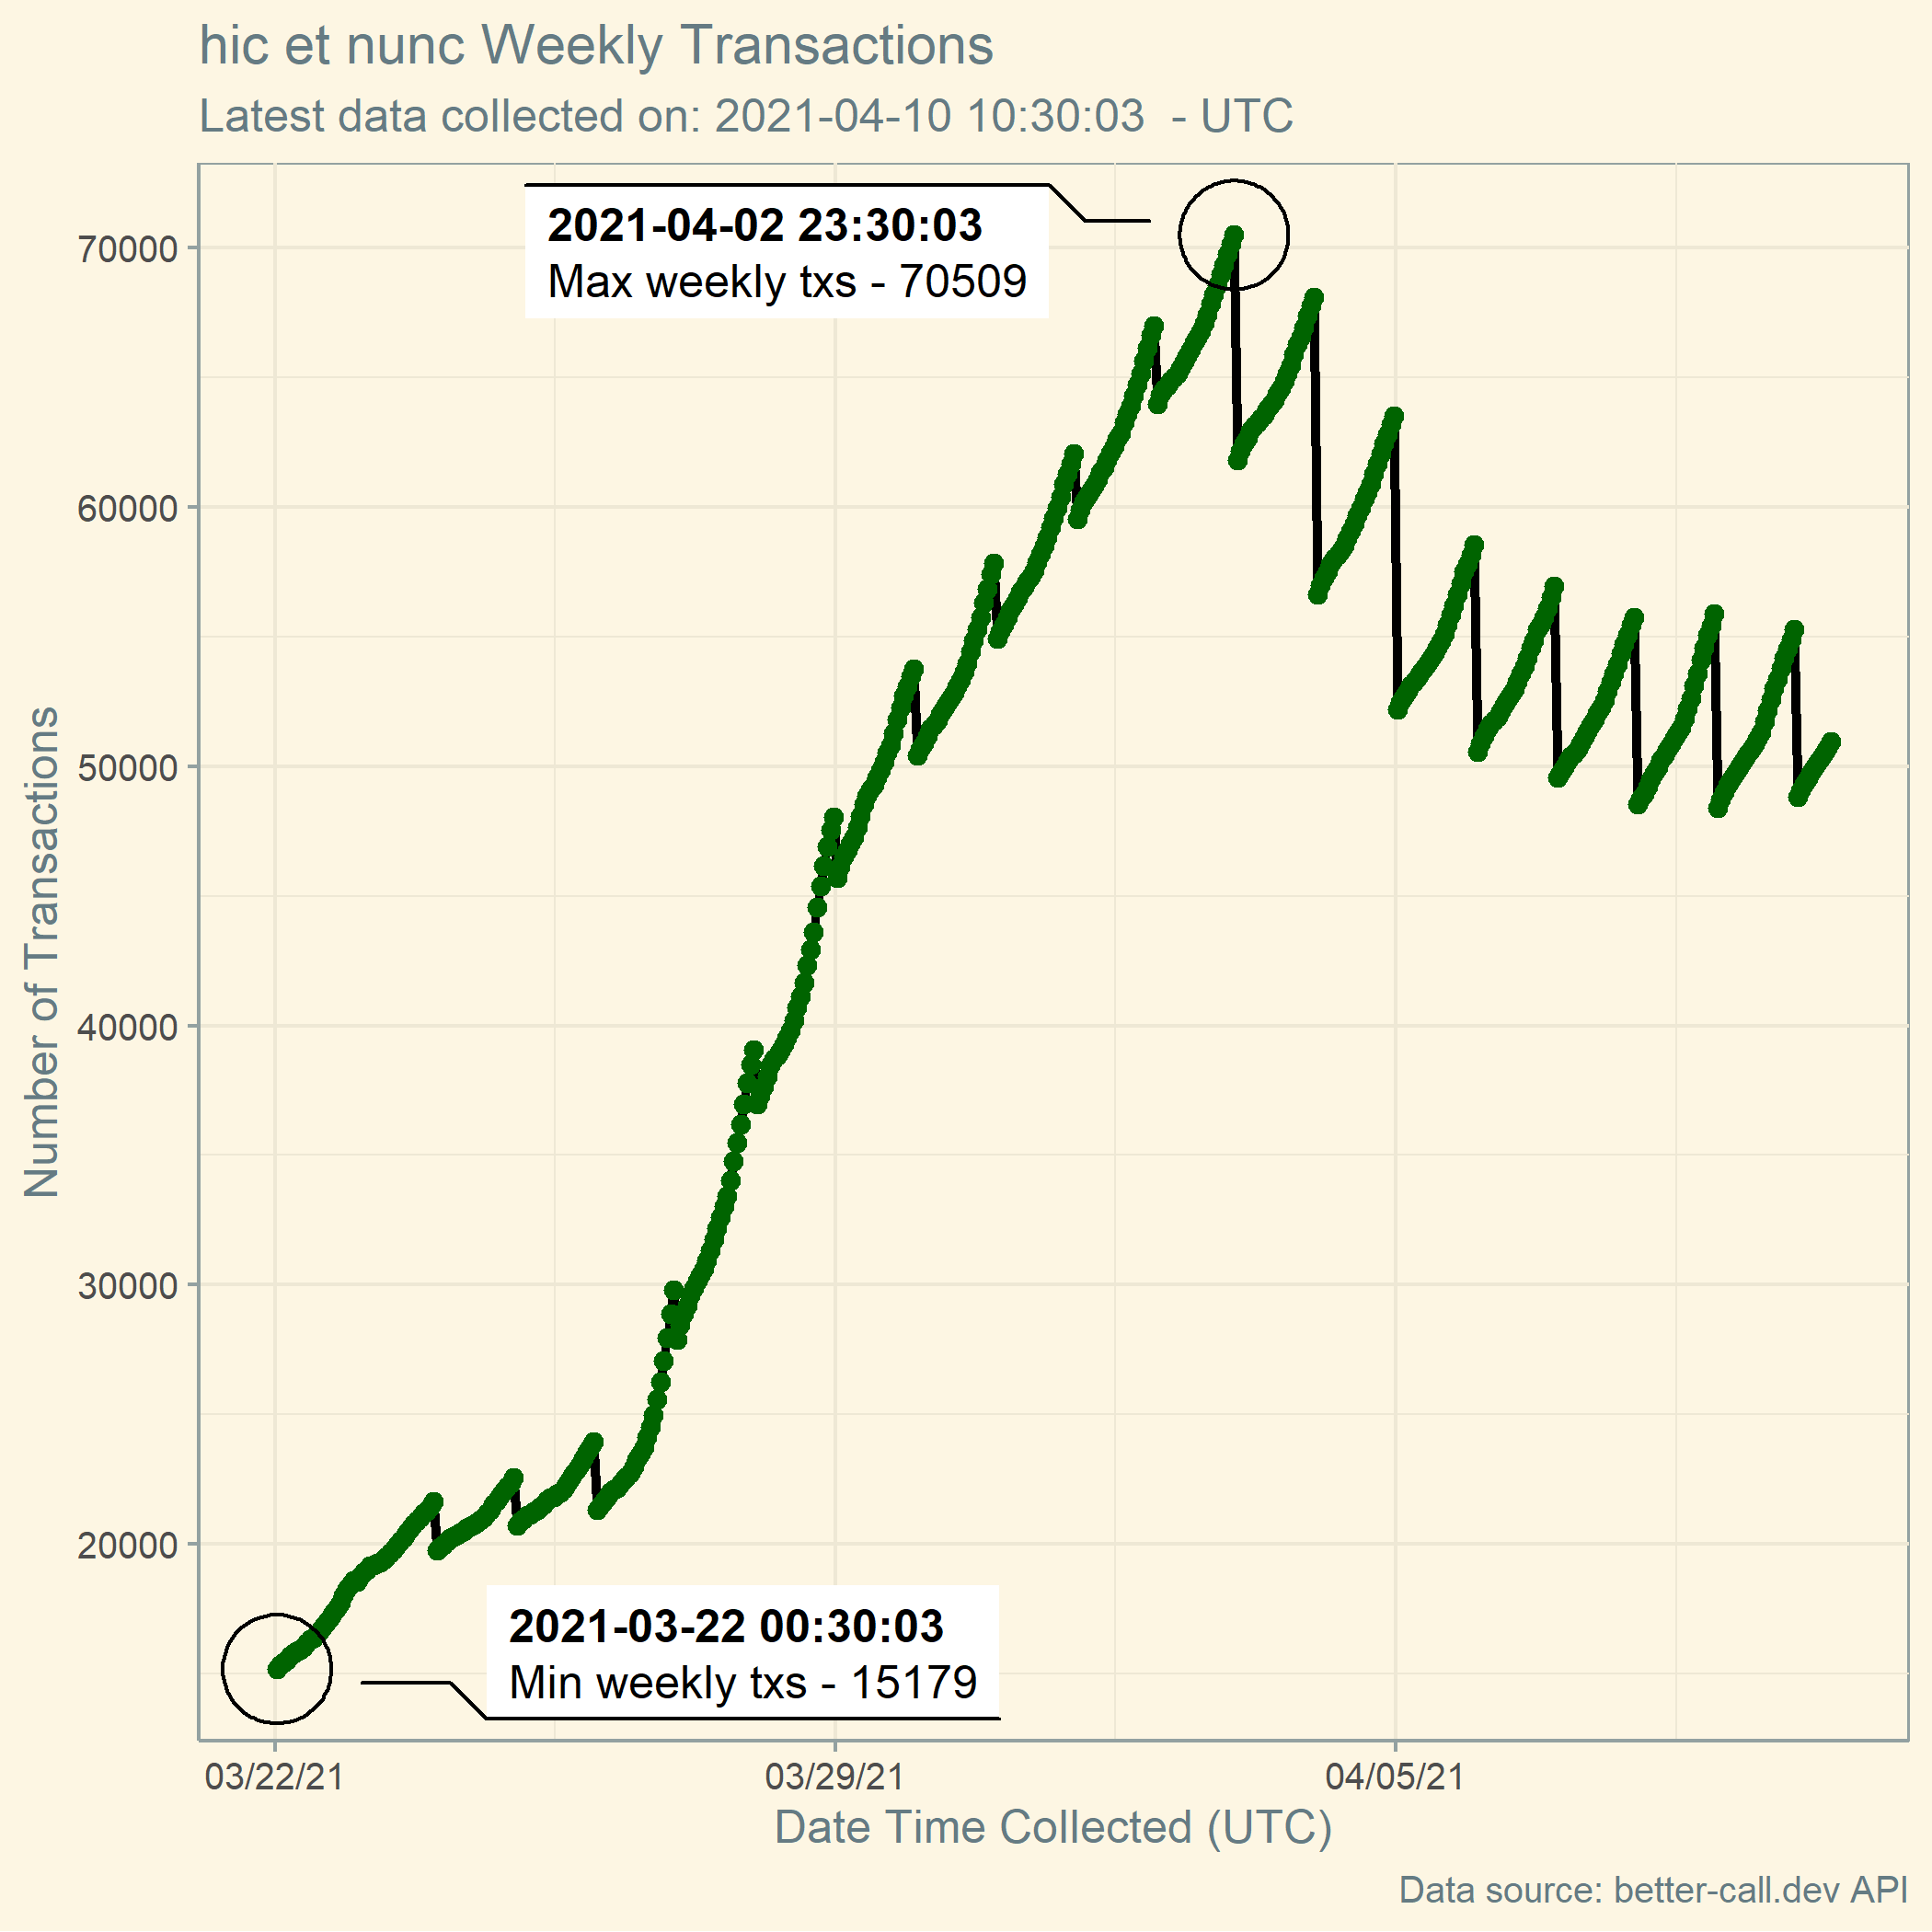 hic et nunc Weekly Transactions
Latest data collected on: 2021-04-10 10:30:03  - UTC
2021-04-02 23:30:03
Max weekly txs - 70509
70000
60000
50000
40000
30000
20000
Number of Transactions
2021-03-22 00:30:03
Min weekly txs - 15179
03/22/21
03/29/21
04/05/21
Date Time Collected (UTC)
Data source: better-call.dev API